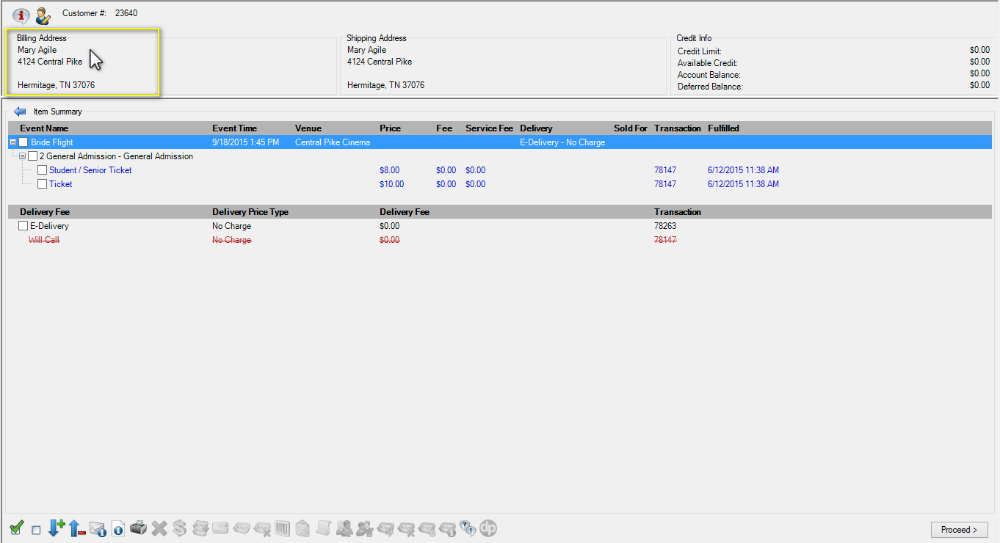 Customer #: 23640
Billing Address
Mary Agile
4124 Central Pike
Hermitage, TN 37076
Shipping Address
Mary Agile
4124 Central Pike
Hermitage, TN 37076
Credit Info
Credit Limit: $0.00
Available Credit: $0.00
Account Balance: $0.00
Deferred Balance: $0.00
Item Summary
Event Name Event Time Venue Price Fee Service Fee Delivery Sold For Transaction Fulfilled
Bride Flight 9/18/2015 1:45 PM Central Pike Cinema E-Delivery - No Charge
2 General Admission - General Admission
Student / Senior Ticket $8.00 $0.00 $0.00 78147 6/12/2015 11:38 AM
Ticket $10.00 $0.00 $0.00 78147 6/12/2015 11:38 AM
Delivery Fee Delivery Price Type Delivery Fee Transaction
E-Delivery No Charge $0.00 78263
Will Call No Charge $0.00 78147
dp
Proceed >